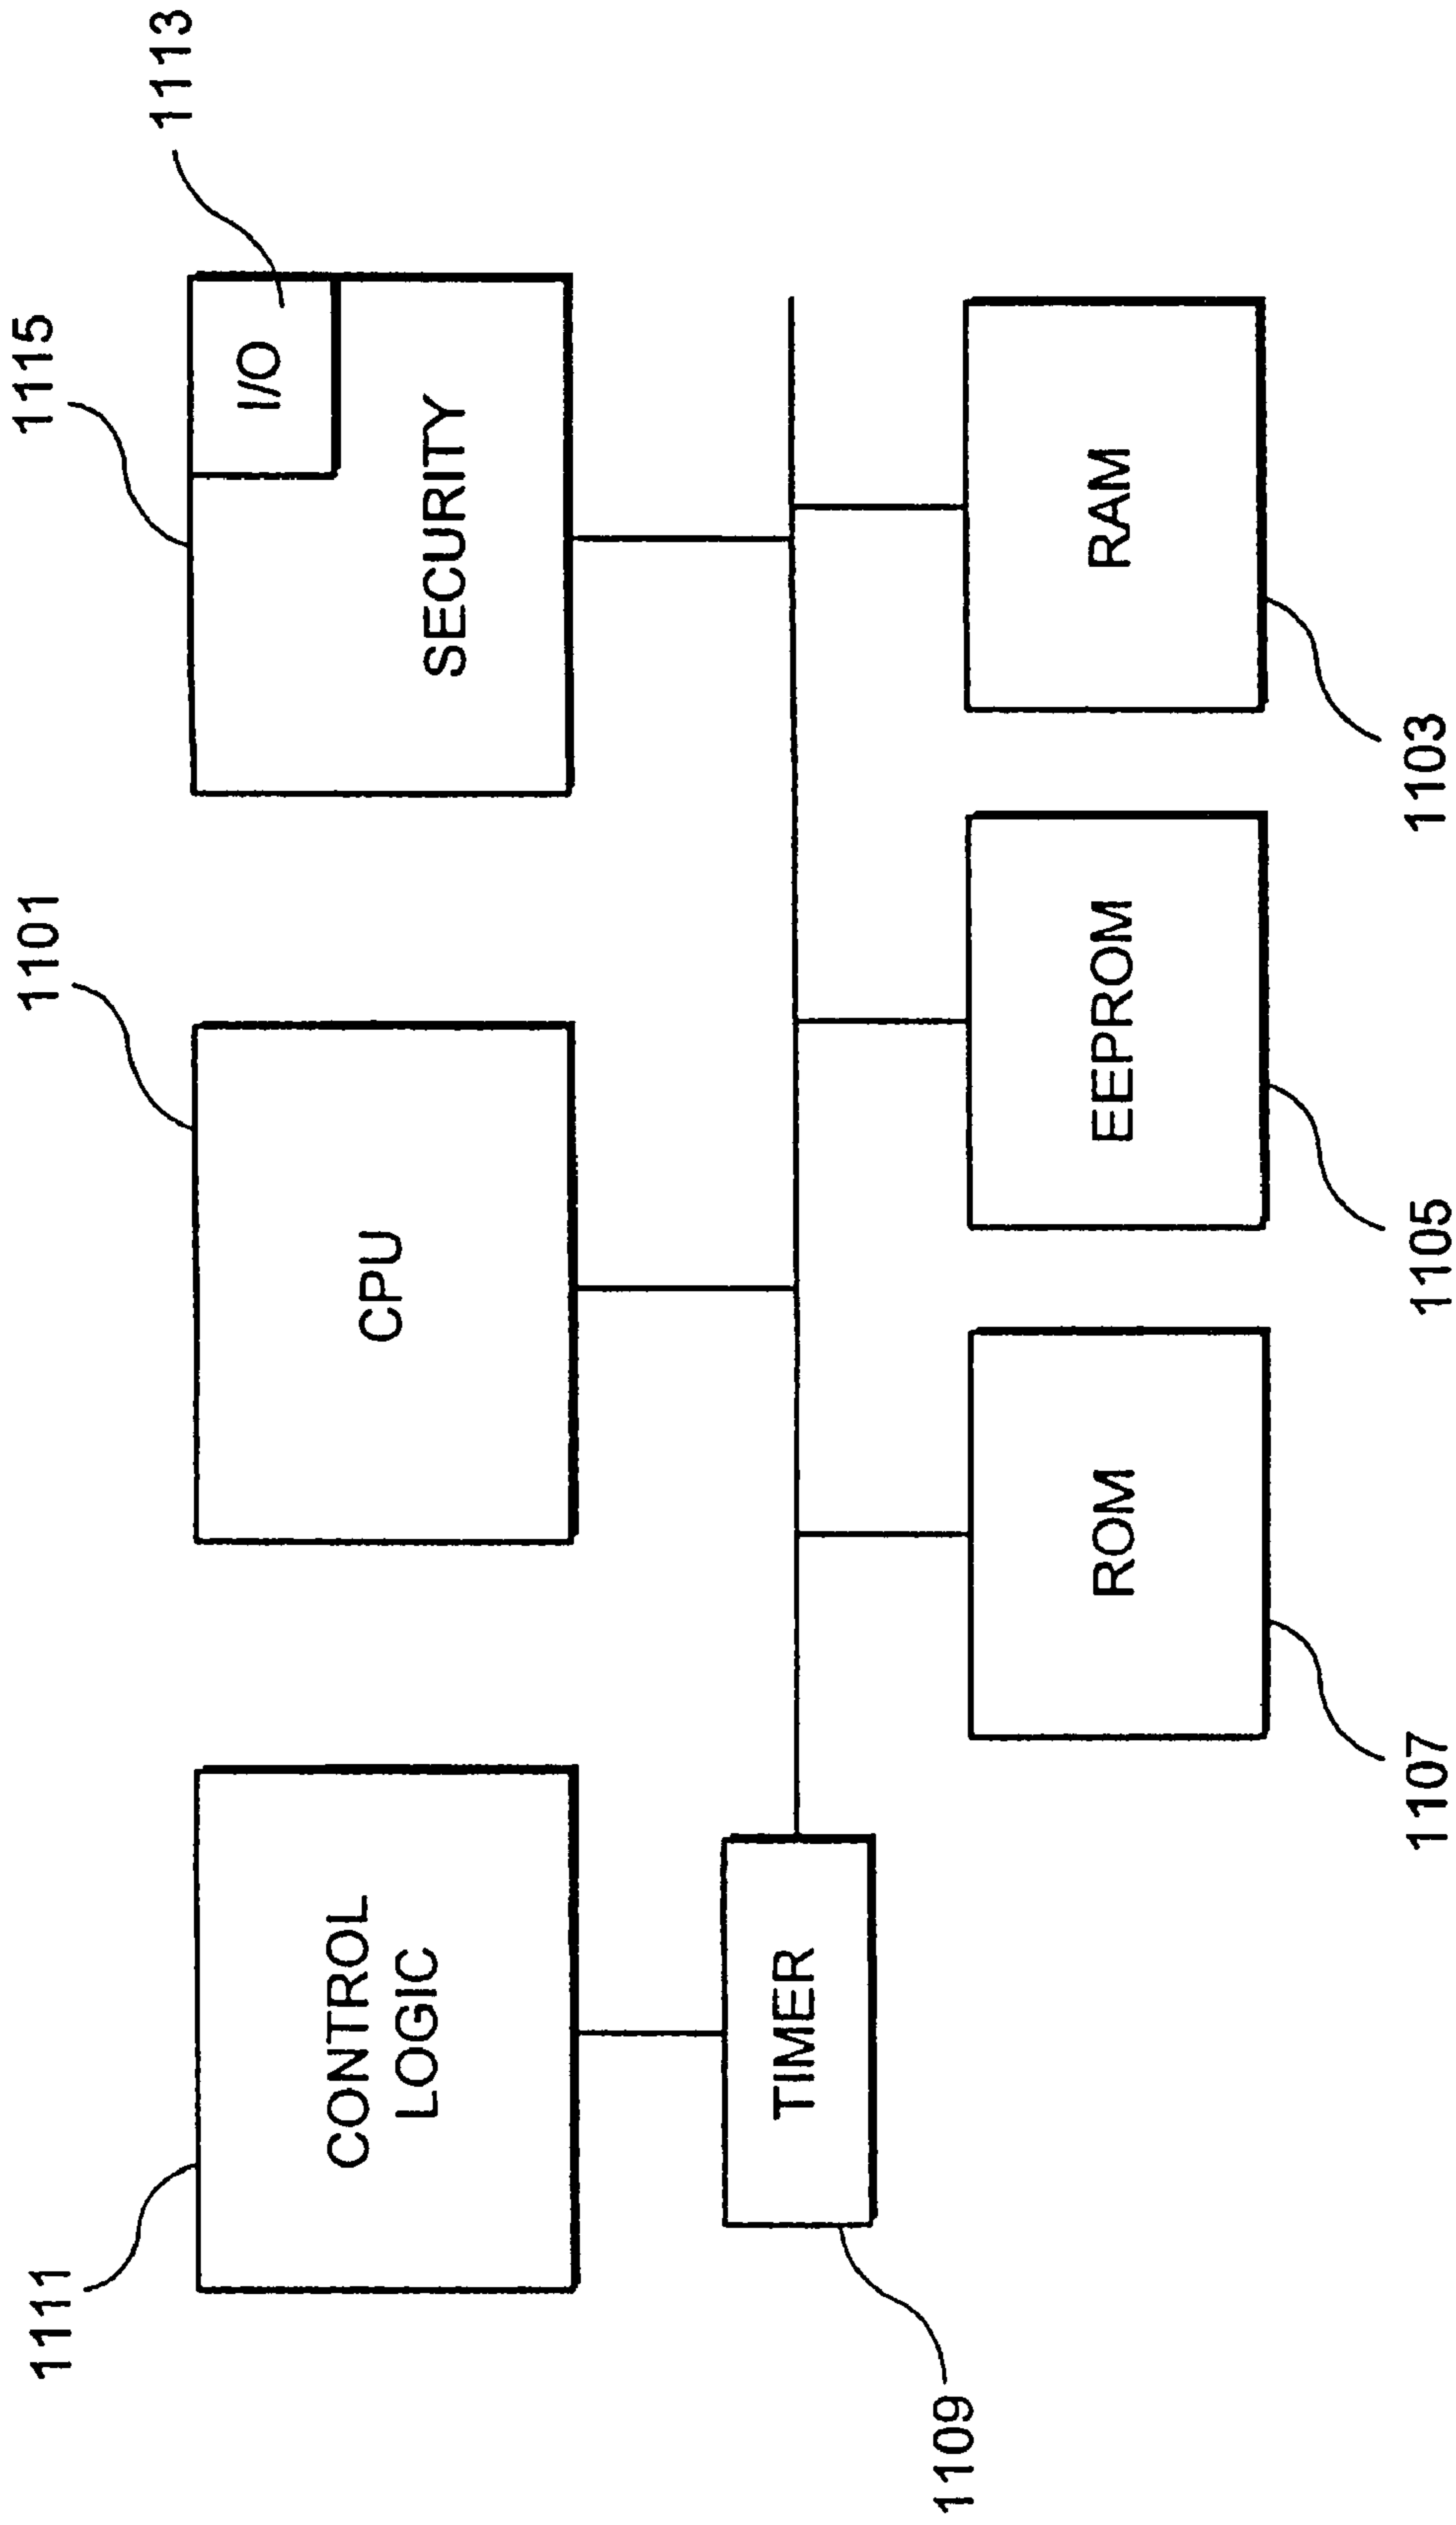 1111
1101
1115
1113
CONTROL
LOGIC
CPU
I/O
SECURITY
TIMER
1109
ROM
EEPROM
RAM
1107
1105
1103